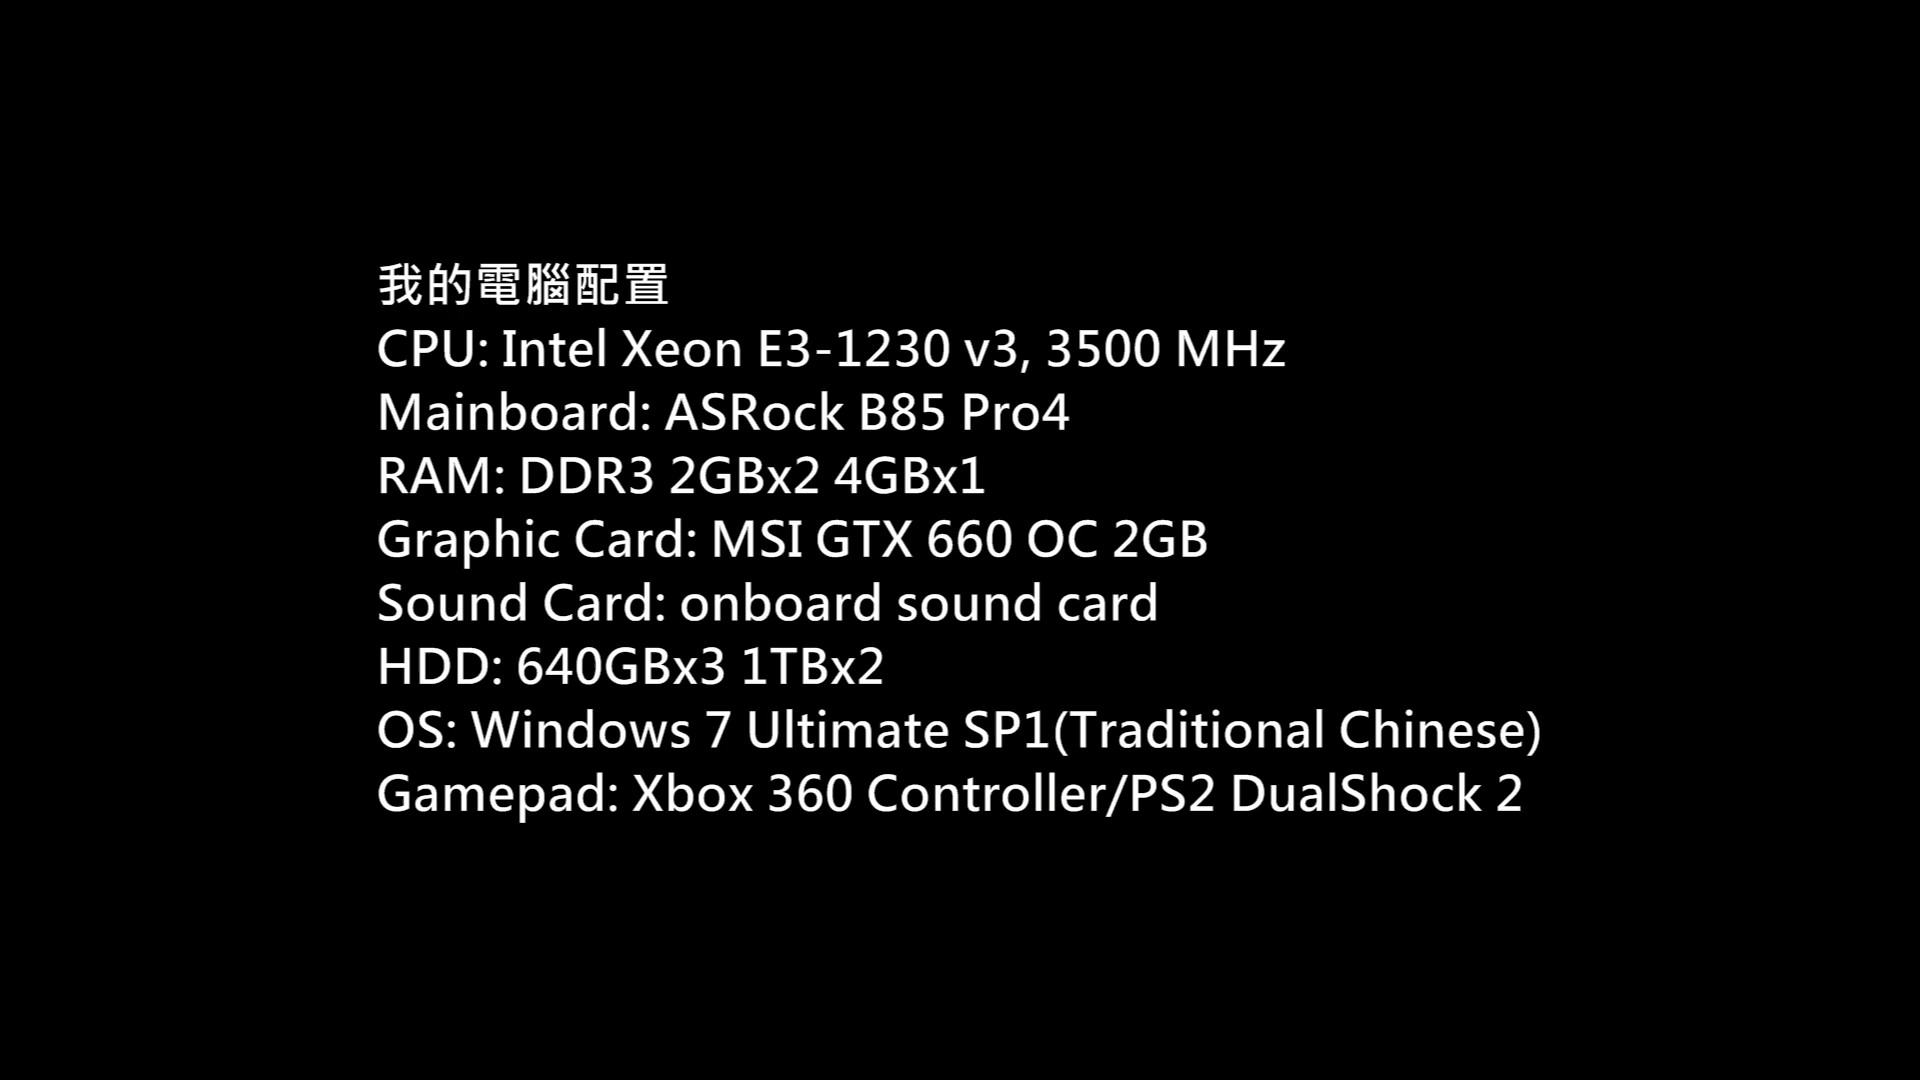 我的電腦配置
CPU: Intel Xeon E3-1230 v3, 3500 MHz
Mainboard: ASRock B85 Pro4
RAM: DDR3 2GBx2 4GBx1
Graphic Card: MSI GTX 660 OC 2GB
Sound Card: onboard sound card
HDD: 640GBx3 1TBx2
OS: Windows 7 Ultimate SP1(Traditional Chinese)
Gamepad: Xbox 360 Controller/PS2 DualShock 2